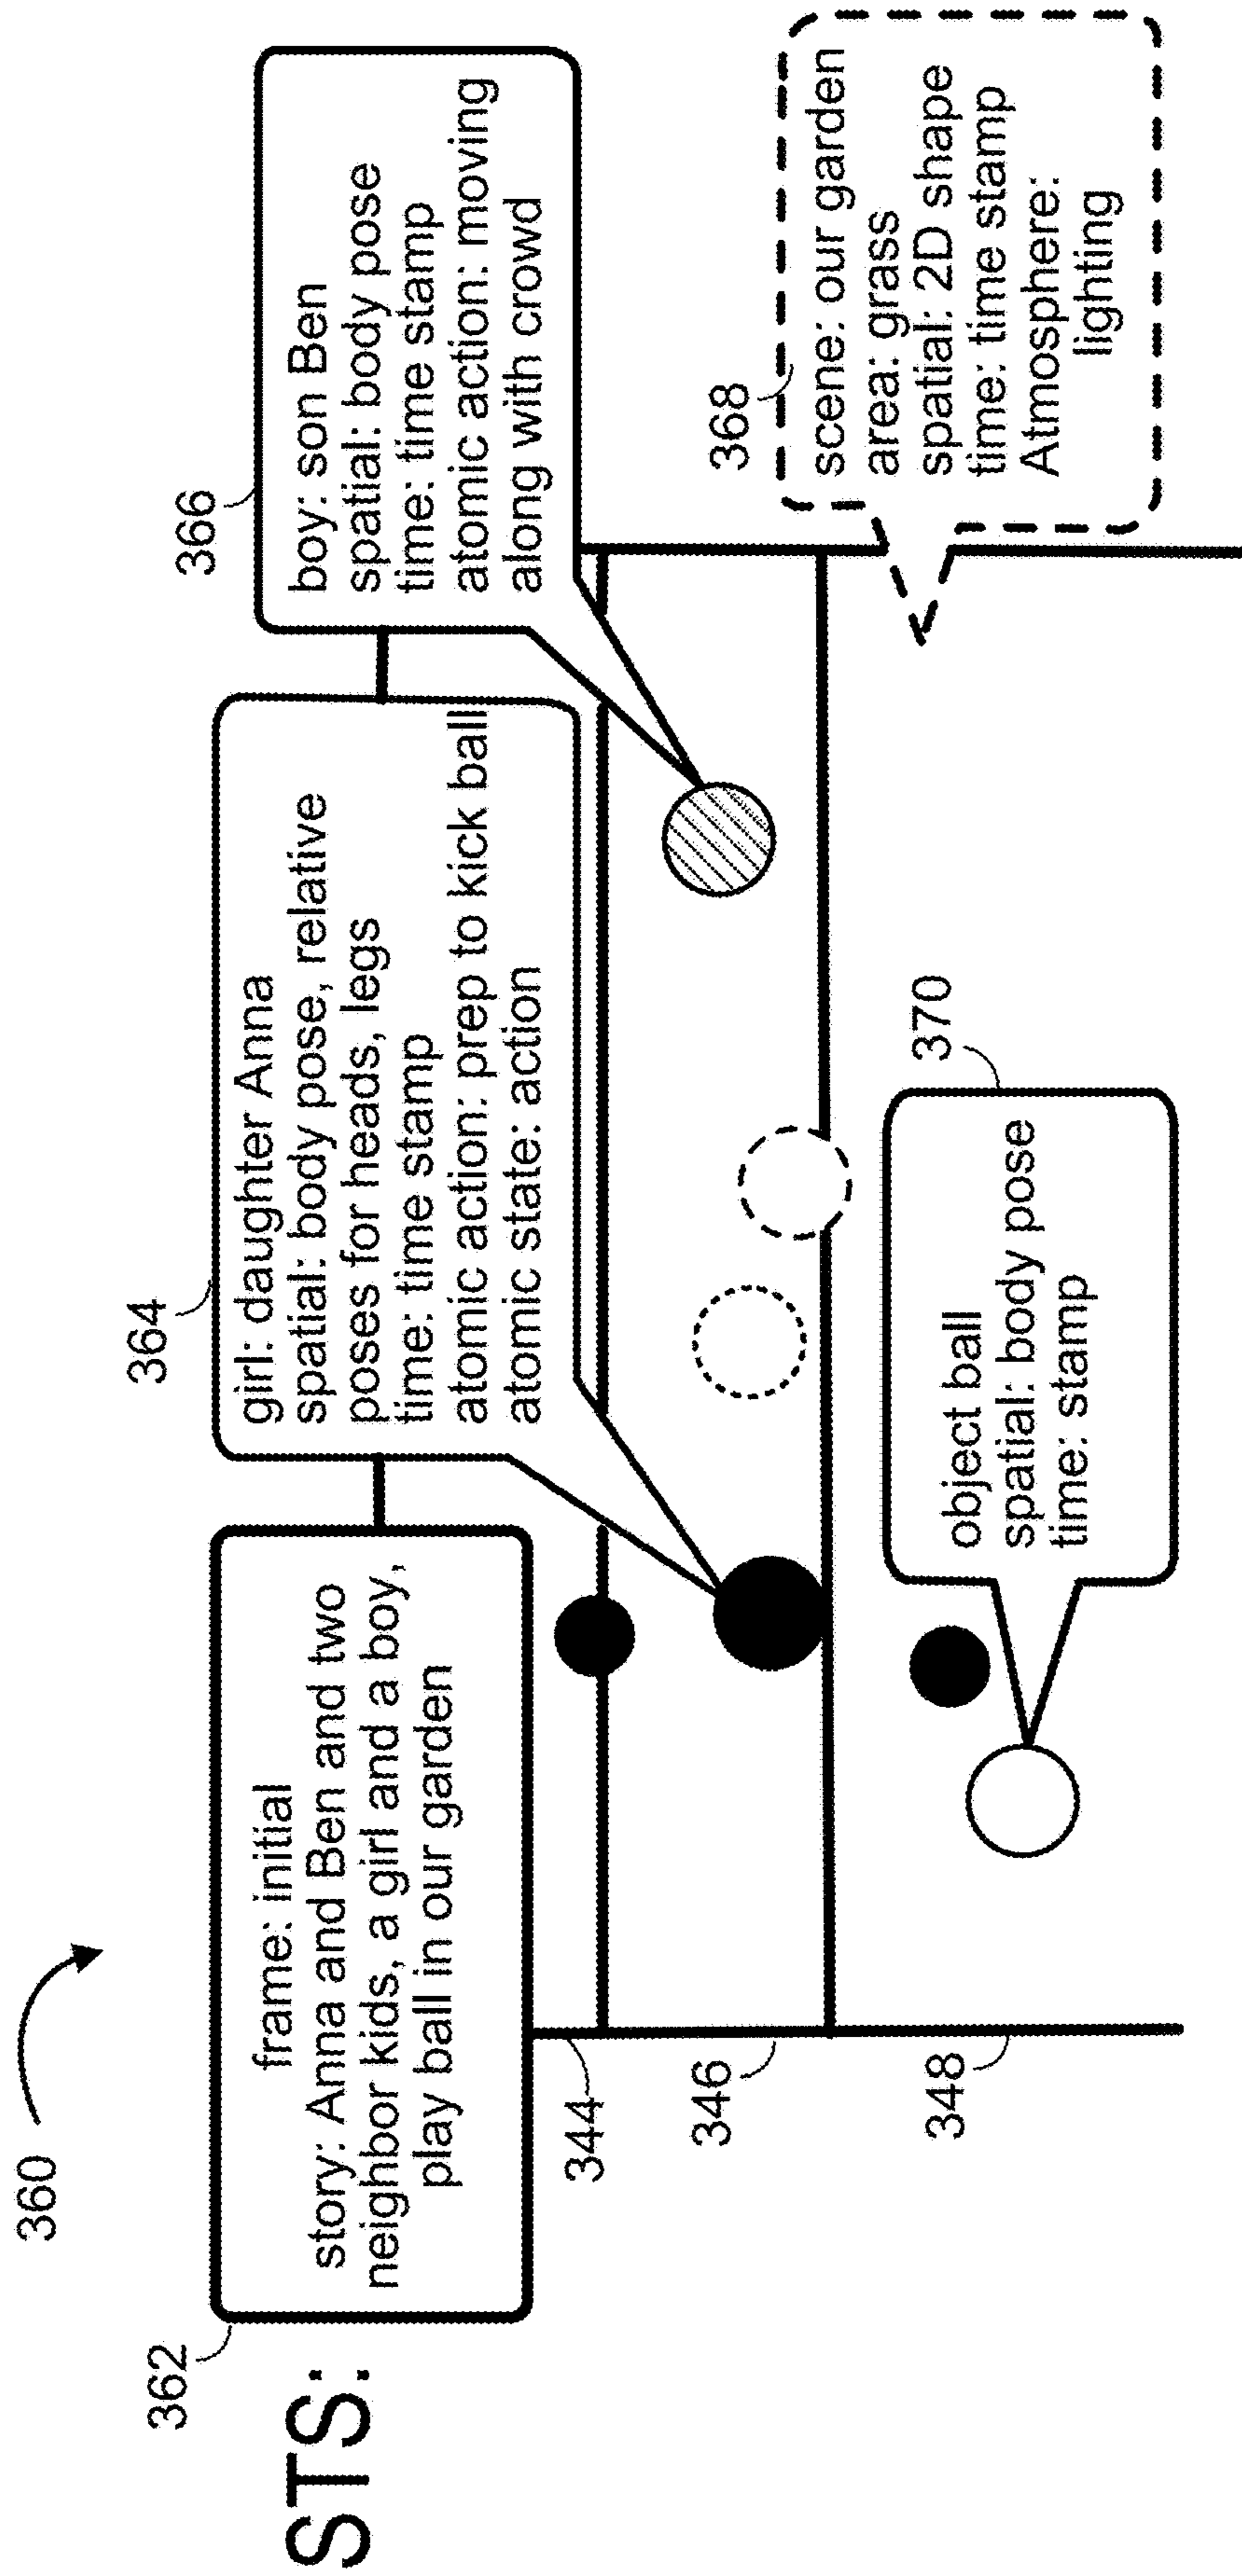 360
STS:
362
frame: initial
story: Anna and Ben and two
neighbor kids, a girl and a boy,
play ball in our garden
364
girl: daughter Anna
spatial: body pose, relative
poses for heads, legs
time: time stamp
atomic action: prep to kick ball
atomic state: action
366
boy: son Ben
spatial: body pose
time: time stamp
atomic action: moving
along with crowd
344
346
348
368
scene: our garden
area: grass
spatial: 2D shape
time: time stamp
Atmosphere:
lighting
370
object ball
spatial: body pose
time: stamp